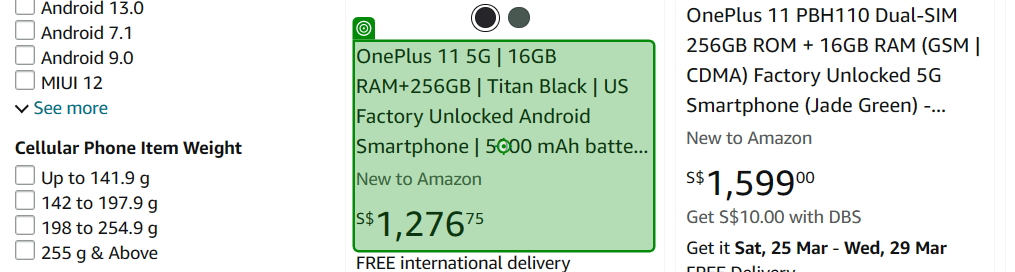 Android 13.0
Android 7.1
Android 9.0
MIUI 12
See more
Cellular Phone Item Weight
Up to 141.9 g
142 to 197.9 g
198 to 254.9 g
255 g & Above
OnePlus 11 5G | 16GB
RAM+256GB | Titan Black | US
Factory Unlocked Android
Smartphone | 5000 mAh batte...
New to Amazon
S$1,276.75
FREE international delivery
OnePlus 11 PBH110 Dual-SIM
256GB ROM + 16GB RAM (GSM |
CDMA) Factory Unlocked 5G
Smartphone (Jade Green) -...
New to Amazon
S$1,599.00
Get S$10.00 with DBS
Get it Sat, 25 Mar - Wed, 29 Mar
FREE Delivery